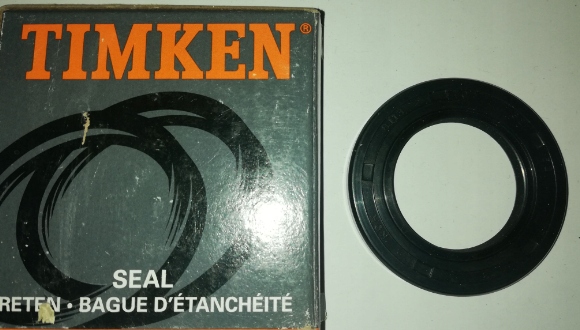 TIMKEN®
SEAL
RETEN · BAGUE D'ÉTANCHÉITÉ